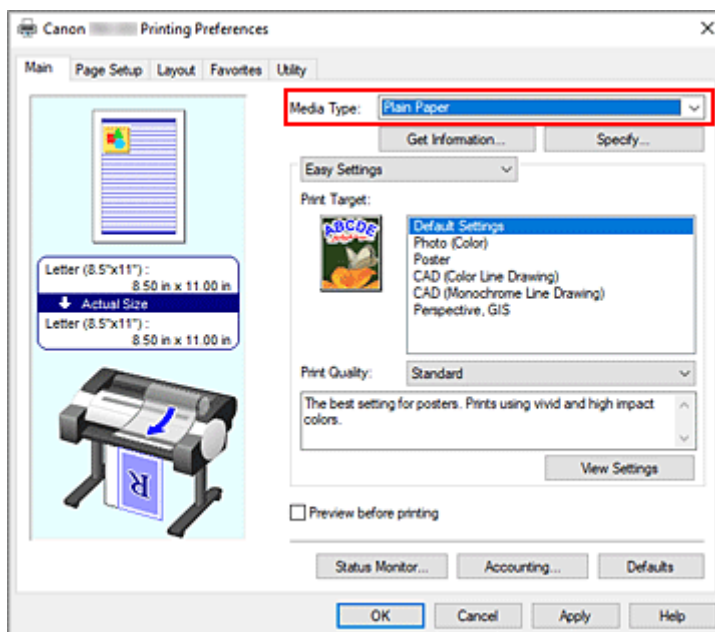 Canon Printing Preferences
Main Page Setup Layout Favorites Utility
Media Type: Plain Paper
Get Information... Specify...
Easy Settings
Print Target:
ABCDE
Default Settings
Photo (Color)
Poster
CAD (Color Line Drawing)
CAD (Monochrome Line Drawing)
Perspective, GIS
Letter (8.5"x11") :
8.50 in x 11.00 in
Actual Size
Letter (8.5"x11") :
8.50 in x 11.00 in
Print Quality: Standard
The best setting for posters. Prints using vivid and high impact
colors.
R
View Settings
Preview before printing
Status Monitor... Accounting... Defaults
OK Cancel Apply Help